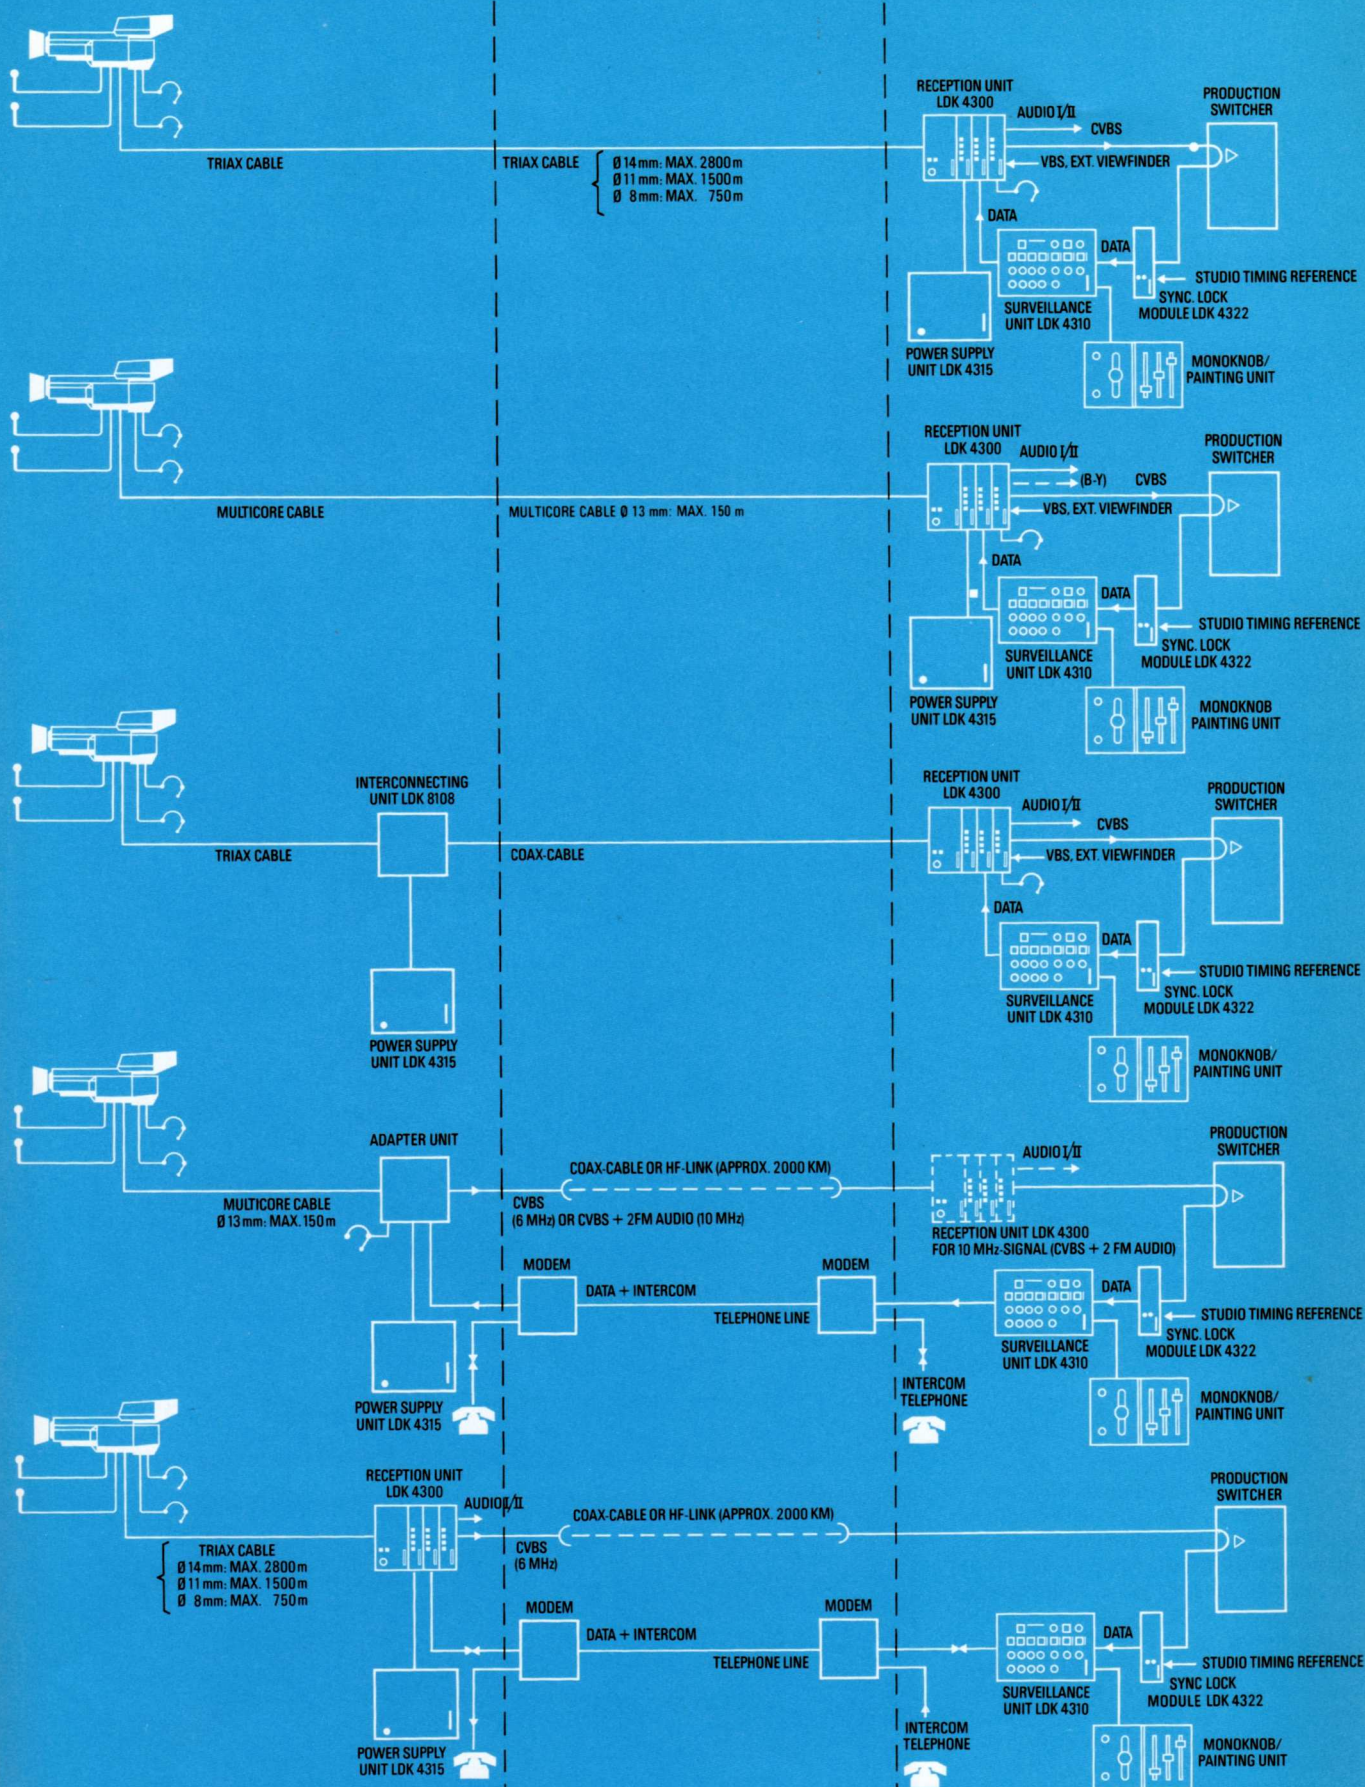 RECEPTION UNIT
LDK 4300
AUDIO I/II
CVBS
PRODUCTION
SWITCHER
TRIAX CABLE
TRIAX CABLE
Ø 14 mm: MAX. 2800 m
Ø 11 mm: MAX. 1500 m
Ø 8 mm: MAX. 750 m
VBS, EXT. VIEWFINDER
DATA
DATA
STUDIO TIMING REFERENCE
SYNC. LOCK
MODULE LDK 4322
SURVEILLANCE
UNIT LDK 4310
POWER SUPPLY
UNIT LDK 4315
MONOKNOB/
PAINTING UNIT
RECEPTION UNIT
LDK 4300
AUDIO I/II
(B-Y)
CVBS
PRODUCTION
SWITCHER
MULTICORE CABLE
MULTICORE CABLE Ø 13 mm: MAX. 150 m
VBS, EXT. VIEWFINDER
DATA
DATA
STUDIO TIMING REFERENCE
SYNC. LOCK
MODULE LDK 4322
SURVEILLANCE
UNIT LDK 4310
POWER SUPPLY
UNIT LDK 4315
MONOKNOB
PAINTING UNIT
INTERCONNECTING
UNIT LDK 8108
RECEPTION UNIT
LDK 4300
AUDIO I/II
CVBS
PRODUCTION
SWITCHER
TRIAX CABLE
COAX-CABLE
VBS, EXT. VIEWFINDER
DATA
DATA
STUDIO TIMING REFERENCE
SYNC. LOCK
MODULE LDK 4322
SURVEILLANCE
UNIT LDK 4310
POWER SUPPLY
UNIT LDK 4315
MONOKNOB/
PAINTING UNIT
ADAPTER UNIT
COAX-CABLE OR HF-LINK (APPROX. 2000 KM)
AUDIO I/II
PRODUCTION
SWITCHER
MULTICORE CABLE
Ø 13 mm: MAX. 150 m
CVBS
(6 MHz) OR CVBS + 2FM AUDIO (10 MHz)
RECEPTION UNIT LDK 4300
FOR 10 MHz-SIGNAL (CVBS + 2 FM AUDIO)
MODEM
DATA + INTERCOM
TELEPHONE LINE
MODEM
DATA
STUDIO TIMING REFERENCE
SYNC. LOCK
MODULE LDK 4322
SURVEILLANCE
UNIT LDK 4310
INTERCOM
TELEPHONE
POWER SUPPLY
UNIT LDK 4315
MONOKNOB/
PAINTING UNIT
RECEPTION UNIT
LDK 4300
AUDIO I/II
COAX-CABLE OR HF-LINK (APPROX. 2000 KM)
PRODUCTION
SWITCHER
TRIAX CABLE
Ø 14 mm: MAX. 2800 m
Ø 11 mm: MAX. 1500 m
Ø 8 mm: MAX. 750 m
CVBS
(6 MHz)
MODEM
DATA + INTERCOM
TELEPHONE LINE
MODEM
DATA
STUDIO TIMING REFERENCE
SYNC LOCK
MODULE LDK 4322
SURVEILLANCE
UNIT LDK 4310
INTERCOM
TELEPHONE
POWER SUPPLY
UNIT LDK 4315
MONOKNOB/
PAINTING UNIT